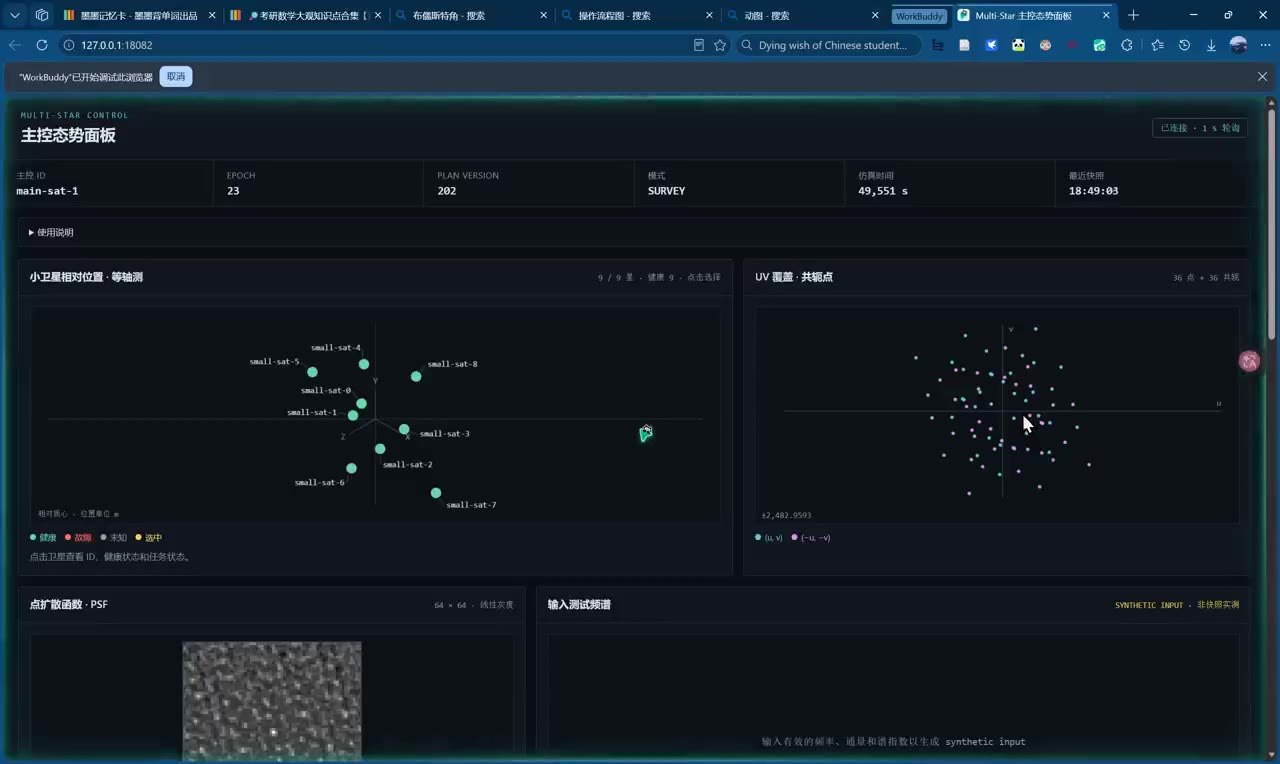 墨墨记忆卡 - 墨墨背单词出品
考研数学大观知识点合集
布儒斯特角 - 搜索
操作流程图 - 搜索
动图 - 搜索
WorkBuddy
Multi-Star 主控态势面板
127.0.0.1:18082
Dying wish of Chinese student...
"WorkBuddy"已开始调试此浏览器
取消
MULTI-STAR CONTROL
主控态势面板
已连接 · 1 s 轮询
主控 ID
main-sat-1
EPOCH
23
PLAN VERSION
202
模式
SURVEY
仿真时间
49,551 s
最近快照
18:49:03
使用说明
小卫星相对位置 · 等轴测
9 / 9 星 · 健康 9 · 点击选择
small-sat-4
small-sat-5
small-sat-8
Y
small-sat-0
small-sat-1
Z
X
small-sat-3
small-sat-2
small-sat-6
small-sat-7
相对质心 · 位置单位 m
健康
故障
未知
选中
点击卫星查看 ID、健康状态和任务状态。
UV 覆盖 · 共轭点
36 点 + 36 共轭
v
u
±2,482.9593
(u, v)
(−u, −v)
点扩散函数 · PSF
64 × 64 · 线性灰度
输入测试频谱
SYNTHETIC INPUT · 非快照实测
输入有效的频率、通量和谱指数以生成 synthetic input